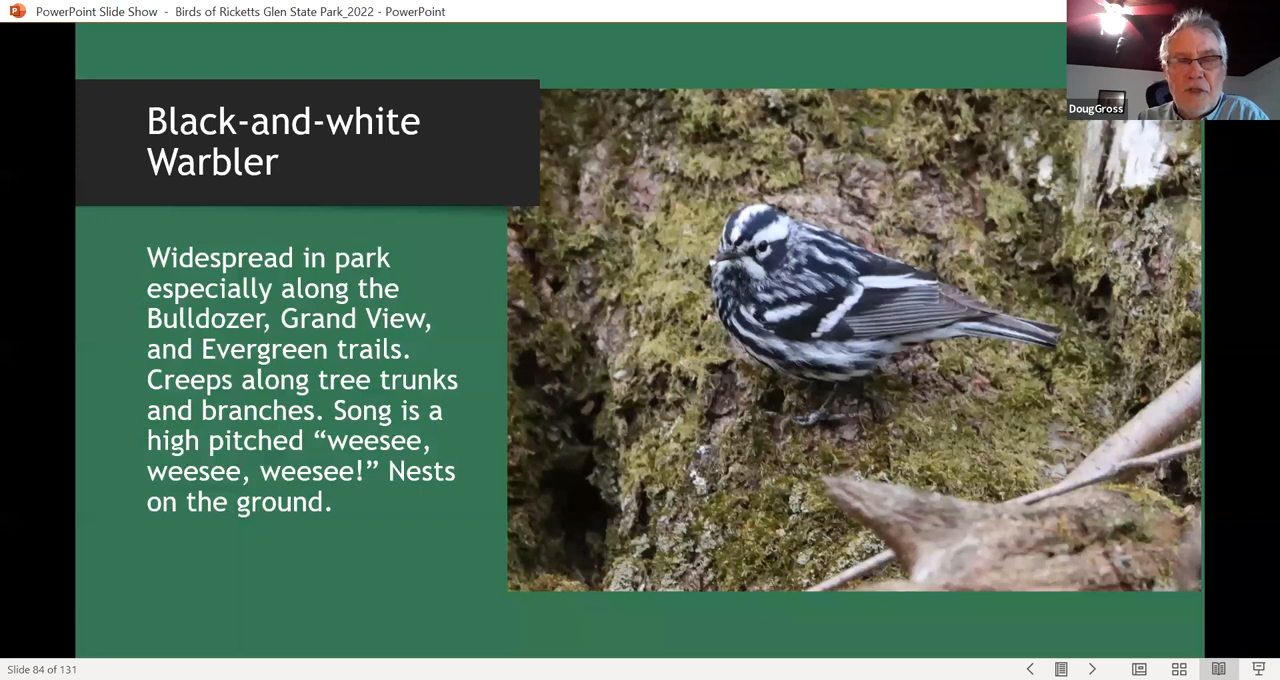 PowerPoint Slide Show - Birds of Ricketts Glen State Park_2022 - PowerPoint
DougGross
Black-and-white
Warbler
Widespread in park
especially along the
Bulldozer, Grand View,
and Evergreen trails.
Creeps along tree trunks
and branches. Song is a
high pitched “weesee,
weesee, weesee!” Nests
on the ground.
Slide 84 of 131